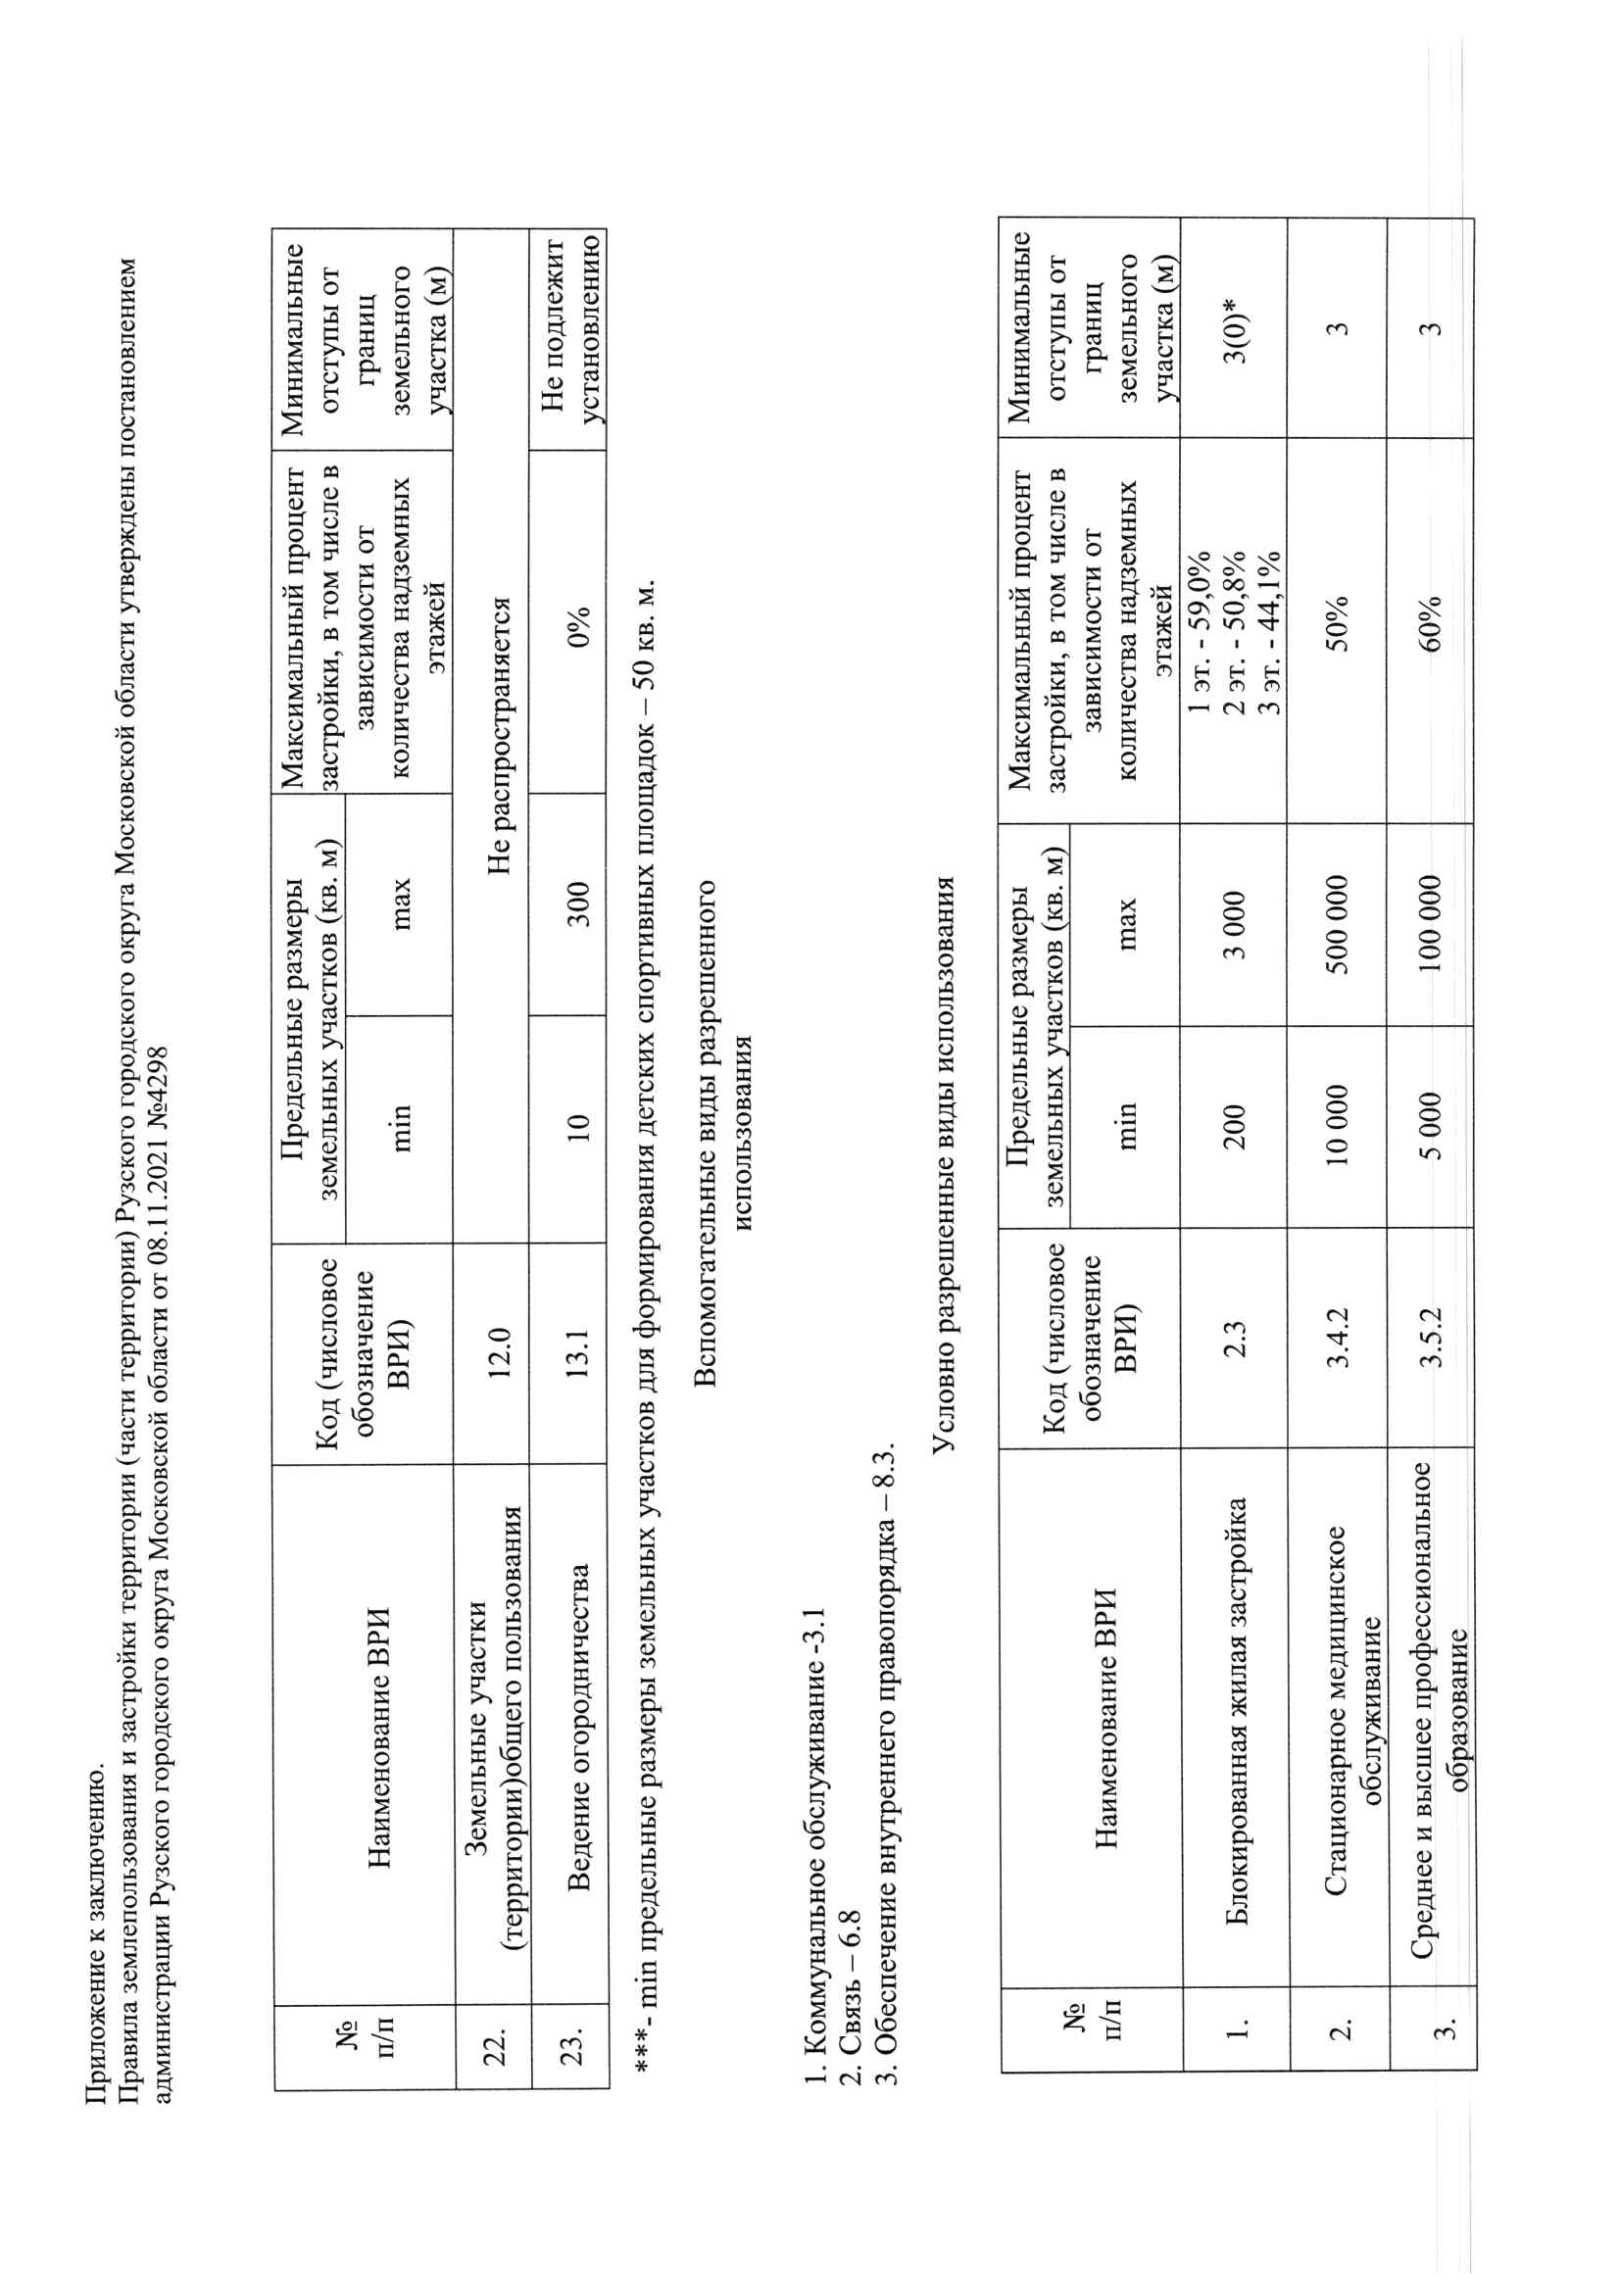 Приложение к заключению.
Правила землепользования и застройки территории (части территории) Рузского городского округа Московской области утверждены постановлением
администрации Рузского городского округа Московской области от 08.11.2021 №4298
№
п/п
Наименование ВРИ
Код (числовое
обозначение
ВРИ)
Предельные размеры
земельных участков (кв. м)
min
max
Максимальный процент
застройки, в том числе в
зависимости от
количества надземных
этажей
Минимальные
отступы от
границ
земельного
участка (м)
22.
Земельные участки
(территории)общего пользования
12.0
Не распространяется
23.
Ведение огородничества
13.1
10
300
0%
Не подлежит
установлению
***- min предельные размеры земельных участков для формирования детских спортивных площадок – 50 кв. м.
Вспомогательные виды разрешенного
использования
1. Коммунальное обслуживание -3.1
2. Связь – 6.8
3. Обеспечение внутреннего правопорядка – 8.3.
Условно разрешенные виды использования
№
п/п
Наименование ВРИ
Код (числовое
обозначение
ВРИ)
Предельные размеры
земельных участков (кв. м)
min
max
Максимальный процент
застройки, в том числе в
зависимости от
количества надземных
этажей
Минимальные
отступы от
границ
земельного
участка (м)
1.
Блокированная жилая застройка
2.3
200
3 000
1 эт. - 59,0%
2 эт. - 50,8%
3 эт. - 44,1%
3(0)*
2.
Стационарное медицинское
обслуживание
3.4.2
10 000
500 000
50%
3
3.
Среднее и высшее профессиональное
образование
3.5.2
5 000
100 000
60%
3